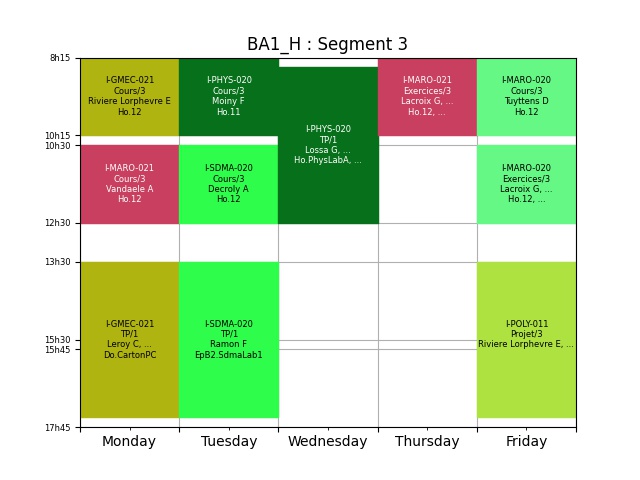 BA1_H : Segment 3
8h15
10h15
10h30
12h30
13h30
15h30
15h45
17h45
I-GMEC-021
Cours/3
Riviere Lorphevre E
Ho.12
I-MARO-021
Cours/3
Vandaele A
Ho.12
I-GMEC-021
TP/1
Leroy C, ...
Do.CartonPC
I-PHYS-020
Cours/3
Moiny F
Ho.11
I-SDMA-020
Cours/3
Decroly A
Ho.12
I-SDMA-020
TP/1
Ramon F
EpB2.SdmaLab1
I-PHYS-020
TP/1
Lossa G, ...
Ho.PhysLabA, ...
I-MARO-021
Exercices/3
Lacroix G, ...
Ho.12, ...
I-MARO-020
Cours/3
Tuyttens D
Ho.12
I-MARO-020
Exercices/3
Lacroix G, ...
Ho.12, ...
I-POLY-011
Projet/3
Riviere Lorphevre E, ...
Monday
Tuesday
Wednesday
Thursday
Friday